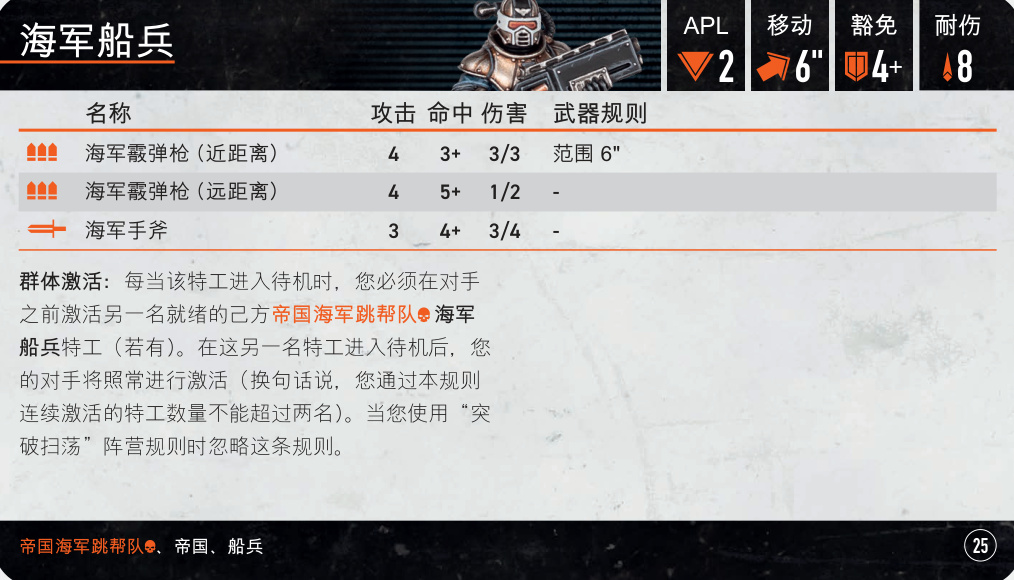 海军船兵
APL 移动 豁免 耐伤
2 6" 4+ 8
名称 攻击 命中 伤害 武器规则
海军霰弹枪（近距离） 4 3+ 3/3 范围 6"
海军霰弹枪（远距离） 4 5+ 1/2 -
海军手斧 3 4+ 3/4 -
群体激活：每当该特工进入待机时，您必须在对手
之前激活另一名就绪的己方帝国海军跳帮队海军
船兵特工（若有）。在这另一名特工进入待机后，您
的对手将照常进行激活（换句话说，您通过本规则
连续激活的特工数量不能超过两名）。当您使用“突
破扫荡”阵营规则时忽略这条规则。
帝国海军跳帮队、帝国、船兵
25